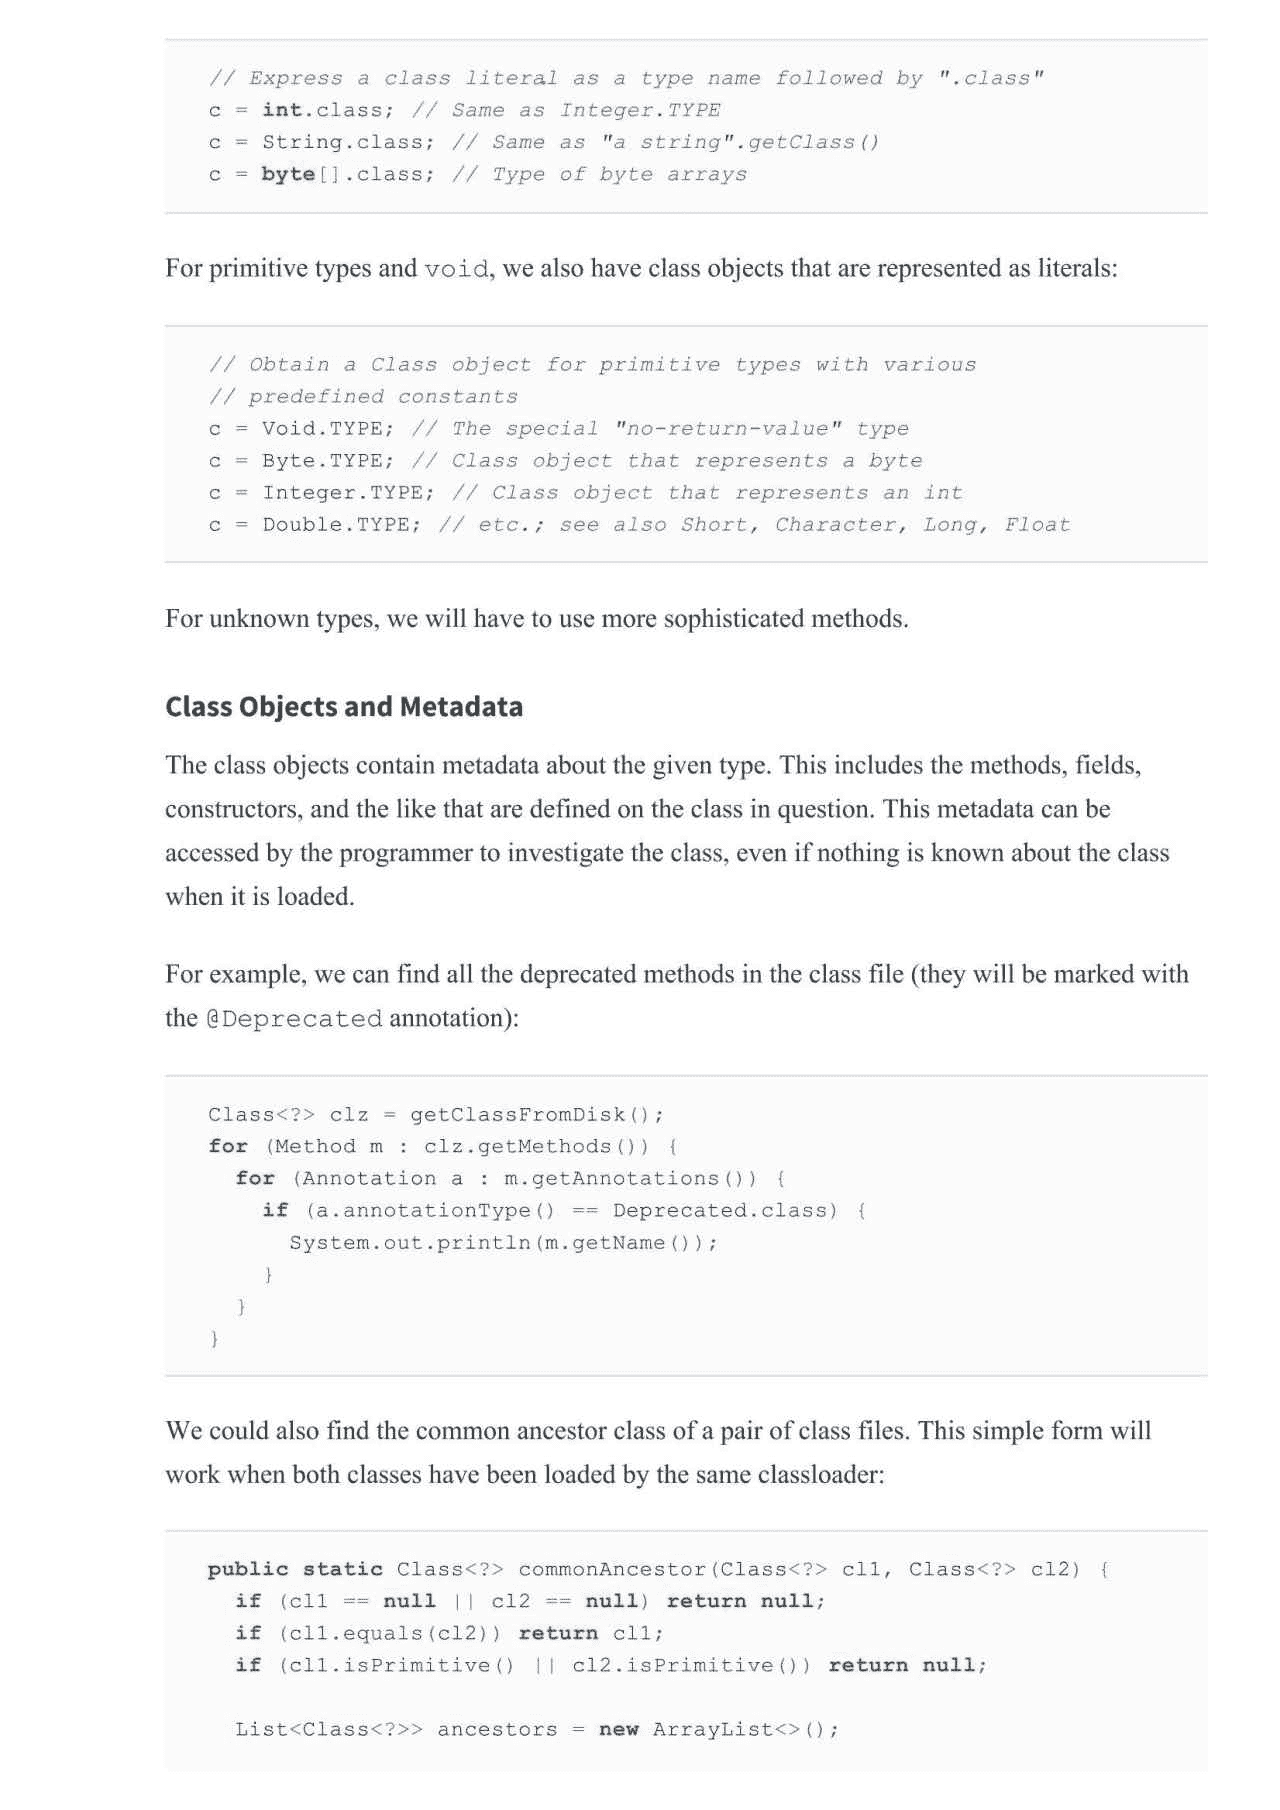 // Express a class literal as a type name followed by ".class"
c = int.class; // Same as Integer.TYPE
c = String.class; // Same as "a string".getClass()
c = byte[].class; // Type of byte arrays
For primitive types and void, we also have class objects that are represented as literals:
// Obtain a Class object for primitive types with various
// predefined constants
c = Void.TYPE; // The special "no-return-value" type
c = Byte.TYPE; // Class object that represents a byte
c = Integer.TYPE; // Class object that represents an int
c = Double.TYPE; // etc.; see also Short, Character, Long, Float
For unknown types, we will have to use more sophisticated methods.
Class Objects and Metadata
The class objects contain metadata about the given type. This includes the methods, fields,
constructors, and the like that are defined on the class in question. This metadata can be
accessed by the programmer to investigate the class, even if nothing is known about the class
when it is loaded.
For example, we can find all the deprecated methods in the class file (they will be marked with
the @Deprecated annotation):
Class<?> clz = getClassFromDisk();
for (Method m : clz.getMethods()) {
  for (Annotation a : m.getAnnotations()) {
    if (a.annotationType() == Deprecated.class) {
      System.out.println(m.getName());
    }
  }
}
We could also find the common ancestor class of a pair of class files. This simple form will
work when both classes have been loaded by the same classloader:
public static Class<?> commonAncestor(Class<?> cl1, Class<?> cl2) {
  if (cl1 == null || cl2 == null) return null;
  if (cl1.equals(cl2)) return cl1;
  if (cl1.isPrimitive() || cl2.isPrimitive()) return null;
  List<Class<?>> ancestors = new ArrayList<>();